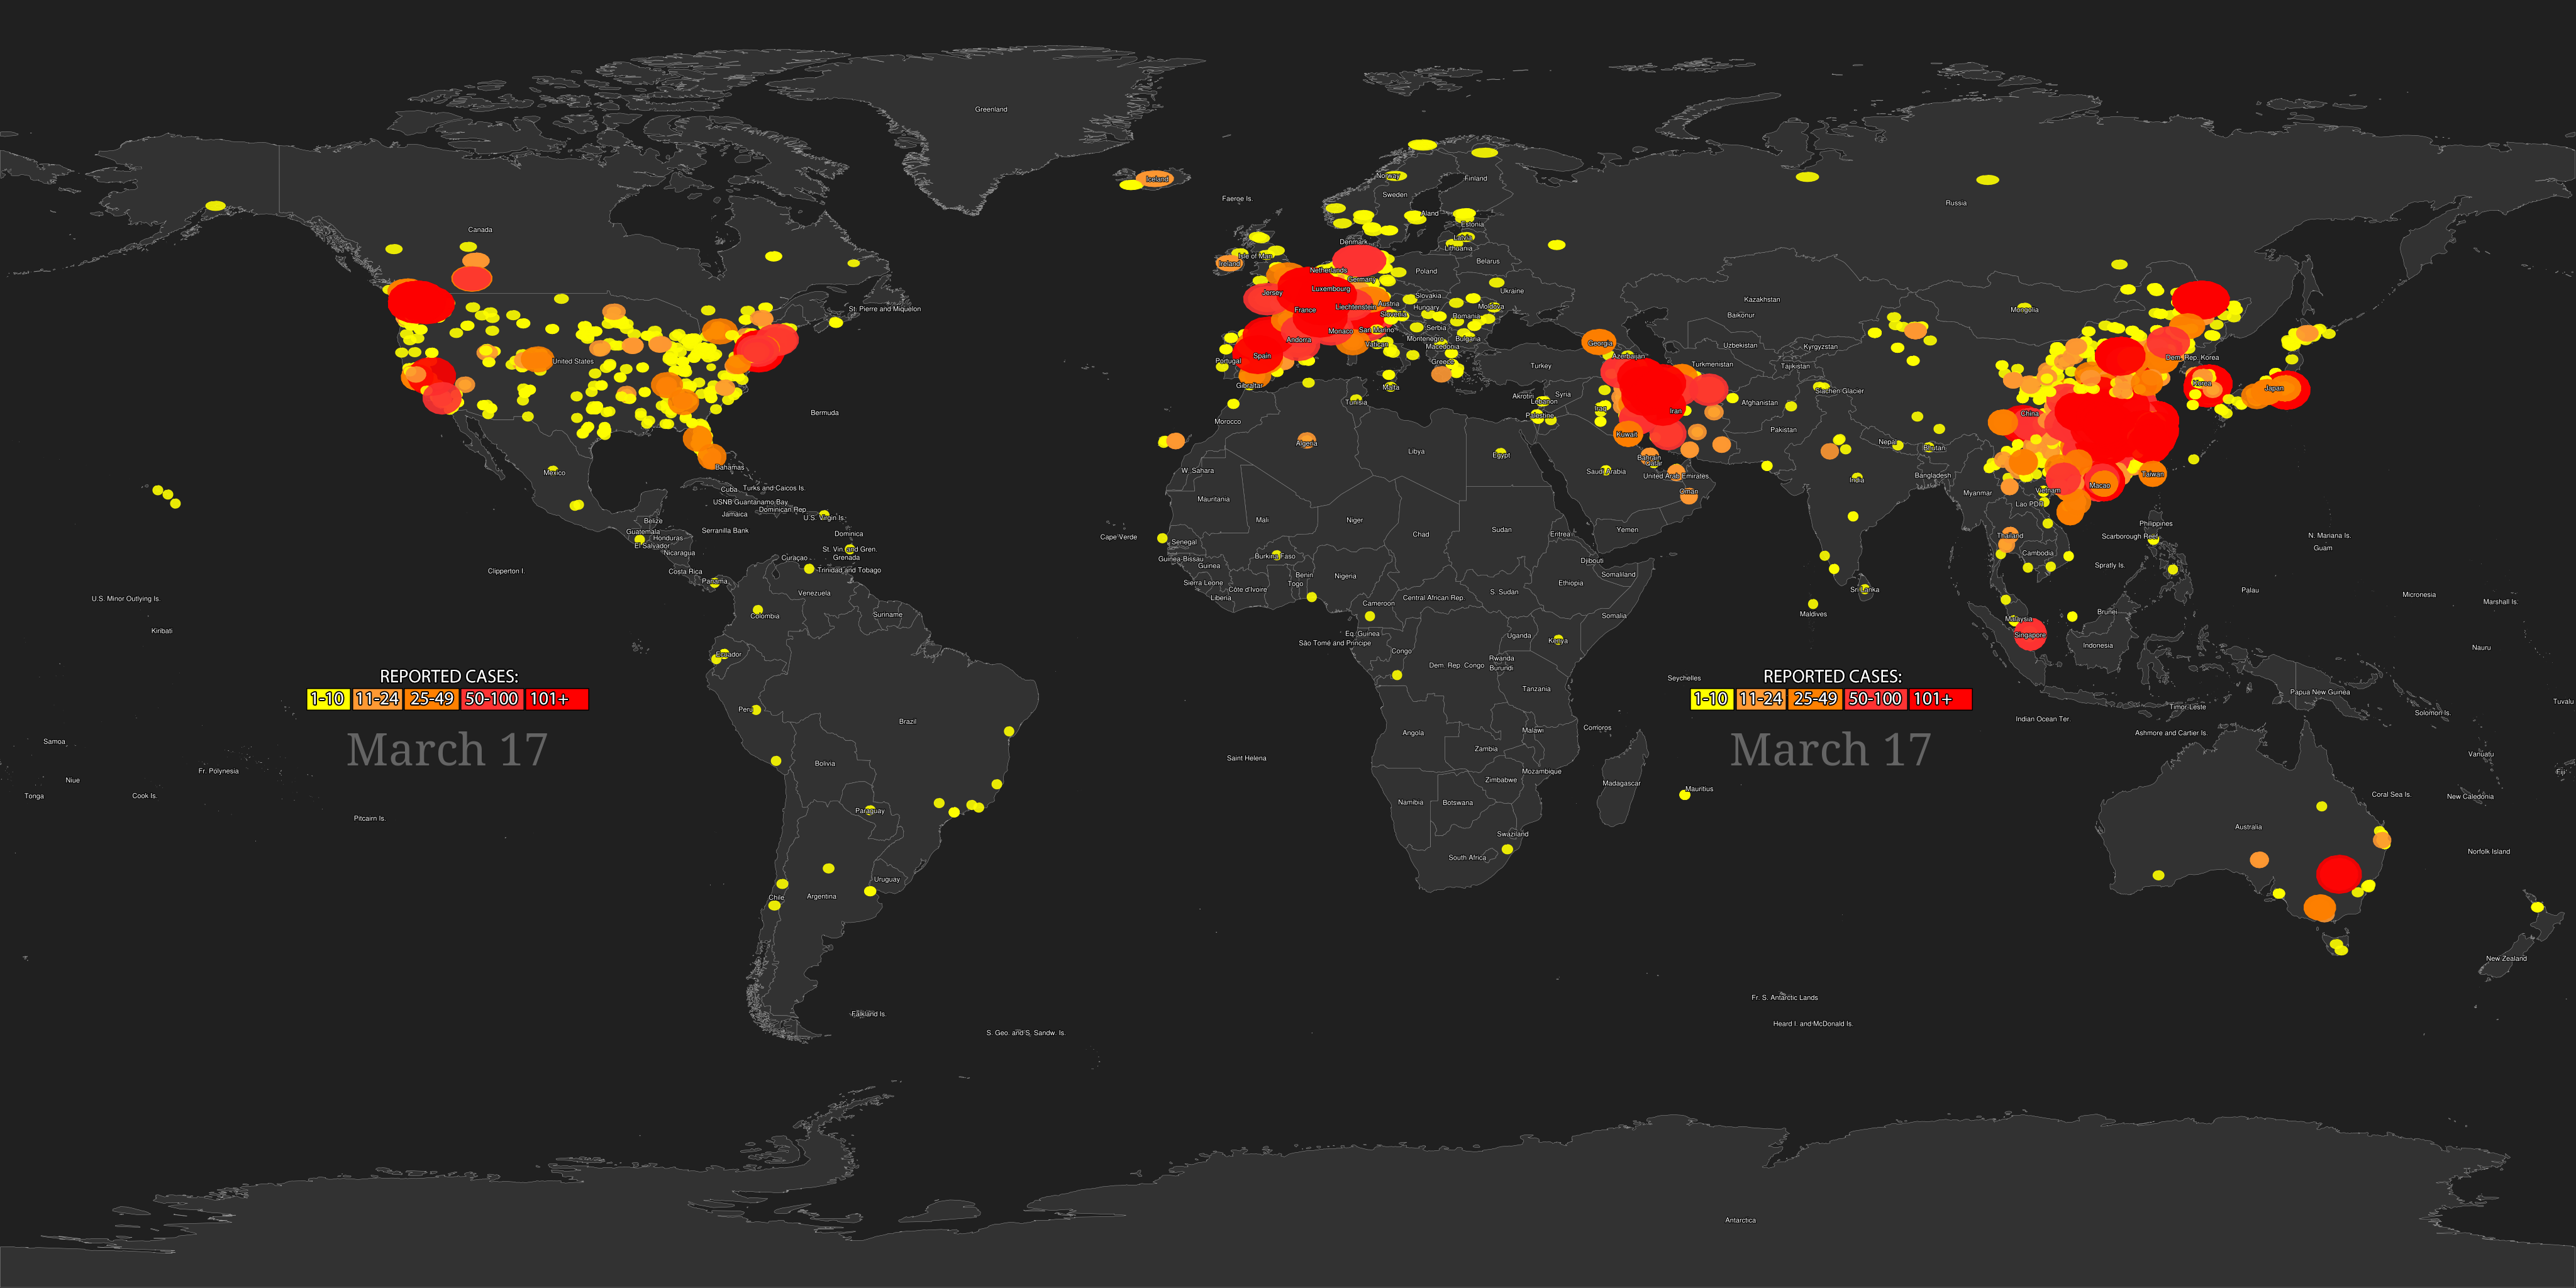 Greenland
Iceland
Faeroe Is.
Norway
Sweden
Finland
Aland
Estonia
Latvia
Lithuania
Russia
Canada
Denmark
Isle of Man
Ireland
Belarus
Netherlands
Germany
Poland
Jersey
Luxembourg
Ukraine
Slovakia
Kazakhstan
St. Pierre and Miquelon
France
Liechtenstein
Austria
Hungary
Moldova
Mongolia
Slovenia
Romania
Baikonur
Monaco
San Marino
Serbia
Andorra
Vatican
Montenegro
Bulgaria
Macedonia
Georgia
Uzbekistan
Kyrgyzstan
United States
Portugal
Spain
Greece
Turkey
Azerbaijan
Turkmenistan
Tajikistan
Dem. Rep. Korea
Gibraltar
Malta
Siachen Glacier
Korea
Japan
Akrotiri
Syria
Lebanon
Tunisia
Afghanistan
Bermuda
Palestine
Iraq
Iran
China
Morocco
Algeria
Kuwait
Pakistan
Libya
Egypt
Nepal
Bhutan
Mexico
Bahamas
W. Sahara
Bahrain
Qatar
Saudi Arabia
United Arab Emirates
India
Bangladesh
Taiwan
Macao
Cuba
Turks and Caicos Is.
Mauritania
Oman
Myanmar
Vietnam
USNB Guantanamo Bay
Dominican Rep.
Lao PDR
Jamaica
U.S. Virgin Is.
Belize
Mali
Niger
Sudan
Yemen
Philippines
Guatemala
Honduras
Serranilla Bank
Dominica
Cape Verde
Senegal
Chad
Eritrea
Thailand
Scarborough Reef
N. Mariana Is.
El Salvador
Nicaragua
St. Vin. and Gren.
Grenada
Guinea-Bissau
Burkina Faso
Djibouti
Cambodia
Guam
Clipperton I.
Costa Rica
Curaçao
Trinidad and Tobago
Guinea
Benin
Nigeria
Somaliland
Spratly Is.
Panama
Sierra Leone
Togo
Ethiopia
Côte d'Ivoire
Venezuela
Liberia
Central African Rep.
S. Sudan
Sri Lanka
Palau
Micronesia
U.S. Minor Outlying Is.
Colombia
Suriname
Cameroon
Somalia
Maldives
Brunei
Marshall Is.
Kiribati
Eq. Guinea
São Tomé and Principe
Uganda
Kenya
Malaysia
Singapore
Indonesia
Nauru
Ecuador
Congo
Dem. Rep. Congo
Rwanda
Burundi
REPORTED CASES:
1-10 11-24 25-49 50-100 101+
March 17
Seychelles
REPORTED CASES:
1-10 11-24 25-49 50-100 101+
March 17
Tanzania
Papua New Guinea
Peru
Brazil
Timor-Leste
Solomon Is.
Tuvalu
Indian Ocean Ter.
Comoros
Angola
Malawi
Ashmore and Cartier Is.
Samoa
Zambia
Saint Helena
Vanuatu
Fr. Polynesia
Bolivia
Mozambique
Fiji
Niue
Zimbabwe
Madagascar
Mauritius
Tonga
Cook Is.
Namibia
Botswana
Coral Sea Is.
New Caledonia
Pitcairn Is.
Paraguay
Swaziland
Australia
South Africa
Norfolk Island
Uruguay
Chile
Argentina
New Zealand
Fr. S. Antarctic Lands
Falkland Is.
Heard I. and McDonald Is.
S. Geo. and S. Sandw. Is.
Antarctica